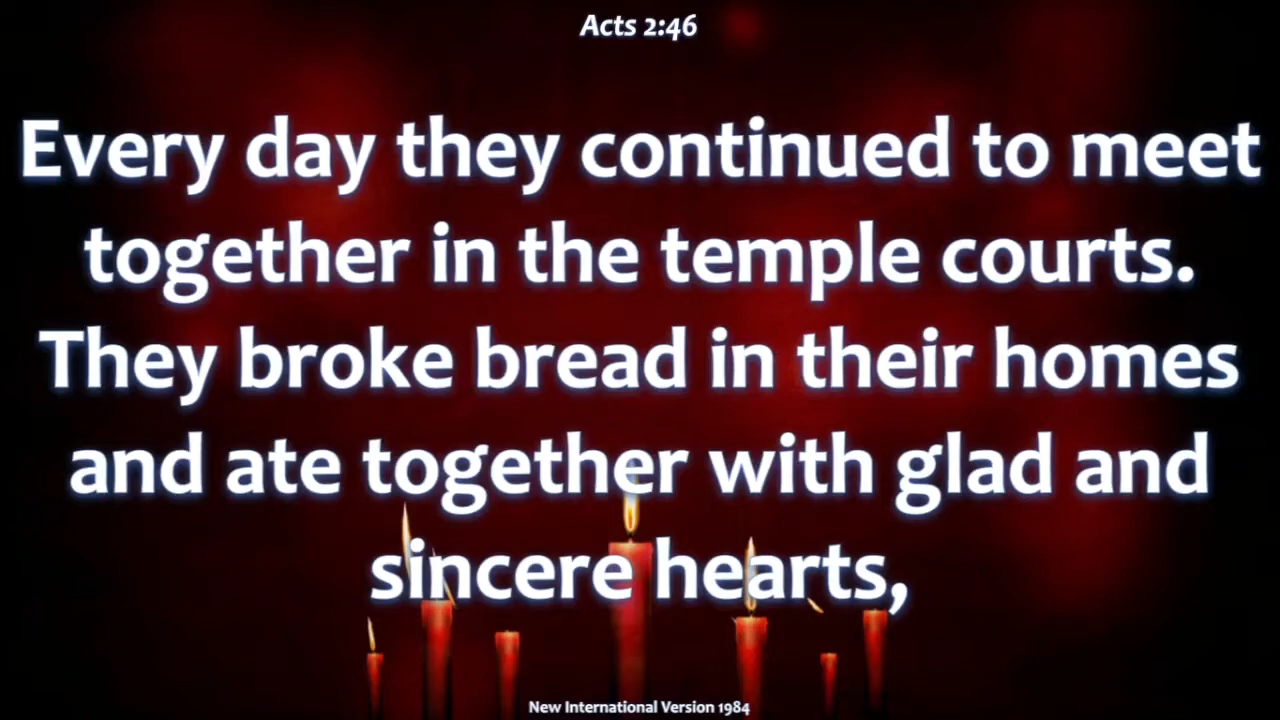 Acts 2:46
Every day they continued to meet
together in the temple courts.
They broke bread in their homes
and ate together with glad and
sincere hearts,
New International Version 1984